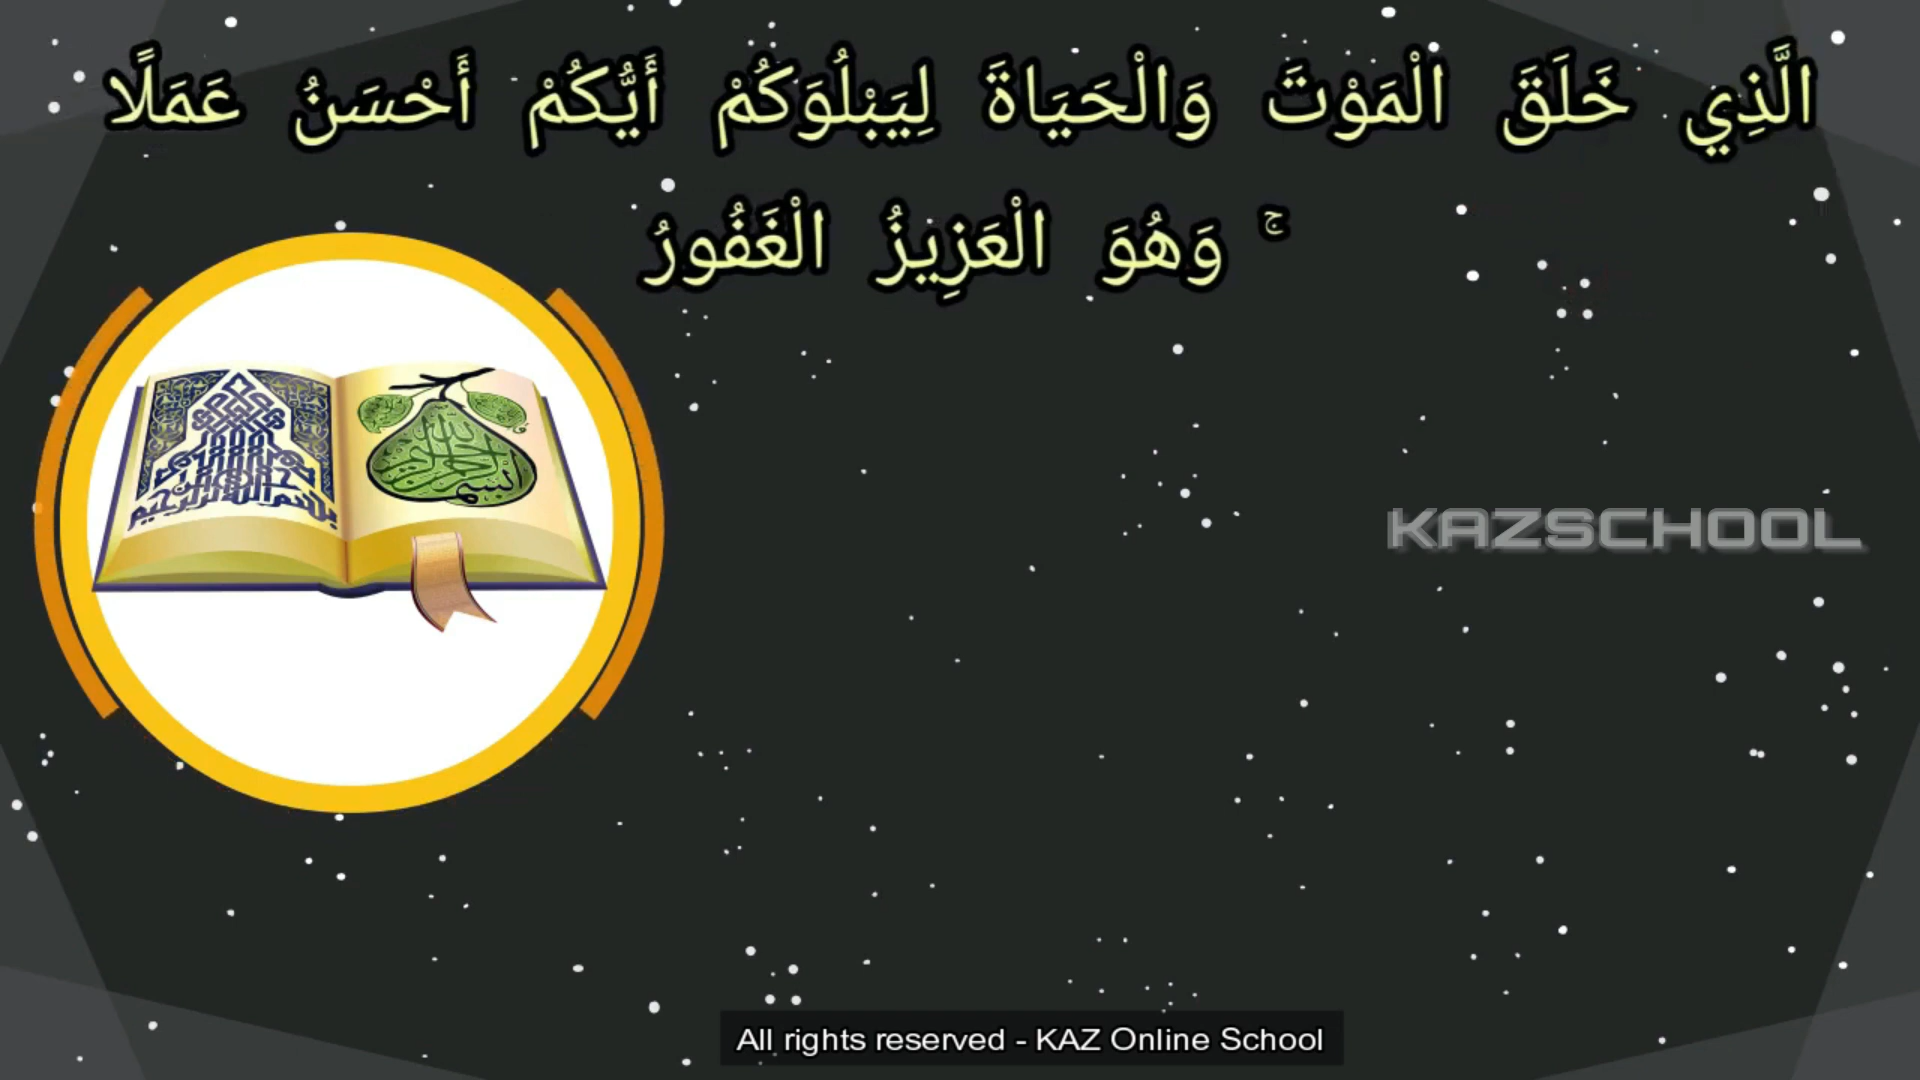 الَّذِي خَلَقَ الْمَوْتَ وَالْحَيَاةَ لِيَبْلُوَكُمْ أَيُّكُمْ أَحْسَنُ عَمَلًا
ۚ وَهُوَ الْعَزِيزُ الْغَفُورُ
KAZSCHOOL
All rights reserved - KAZ Online School